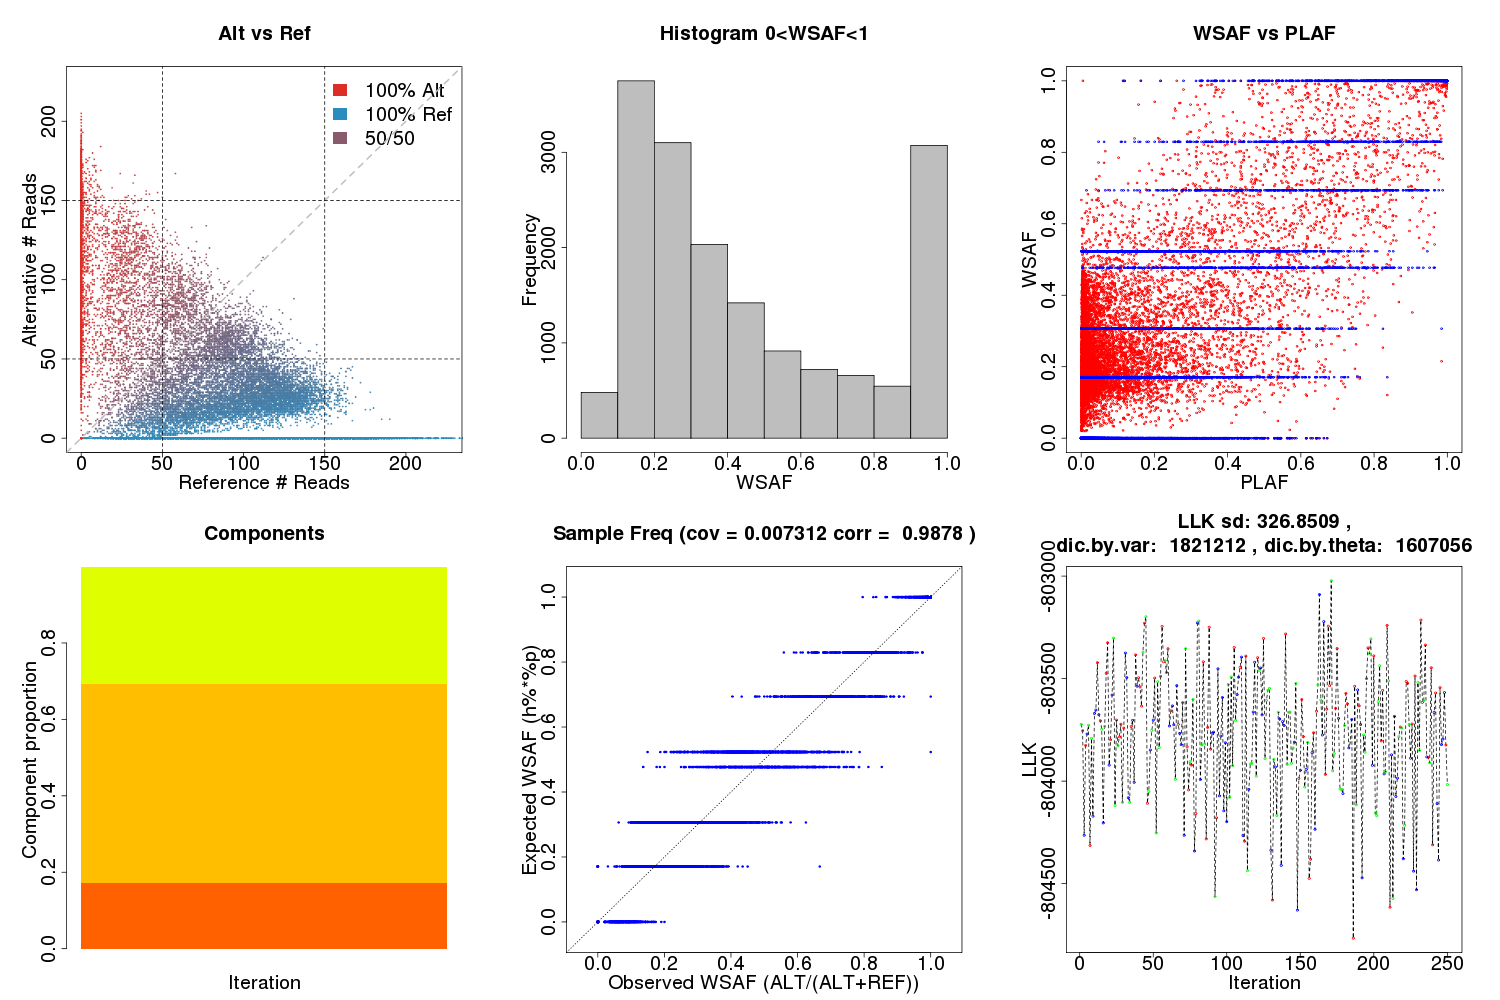 Alt vs Ref
100% Alt
100% Ref
50/50
Alternative # Reads
0 50 100 150 200
0 50 100 150 200
Reference # Reads
Histogram 0<WSAF<1
Frequency
0 1000 2000 3000
0.0 0.2 0.4 0.6 0.8 1.0
WSAF
WSAF vs PLAF
WSAF
0.0 0.2 0.4 0.6 0.8 1.0
0.0 0.2 0.4 0.6 0.8 1.0
PLAF
Components
Component proportion
0.0 0.2 0.4 0.6 0.8
Iteration
Sample Freq (cov = 0.007312 corr = 0.9878 )
Expected WSAF (h%*%p)
0.0 0.2 0.4 0.6 0.8 1.0
0.0 0.2 0.4 0.6 0.8 1.0
Observed WSAF (ALT/(ALT+REF))
LLK sd: 326.8509 ,
dic.by.var: 1821212 , dic.by.theta: 1607056
LLK
-804500 -804000 -803500 -803000
0 50 100 150 200 250
Iteration